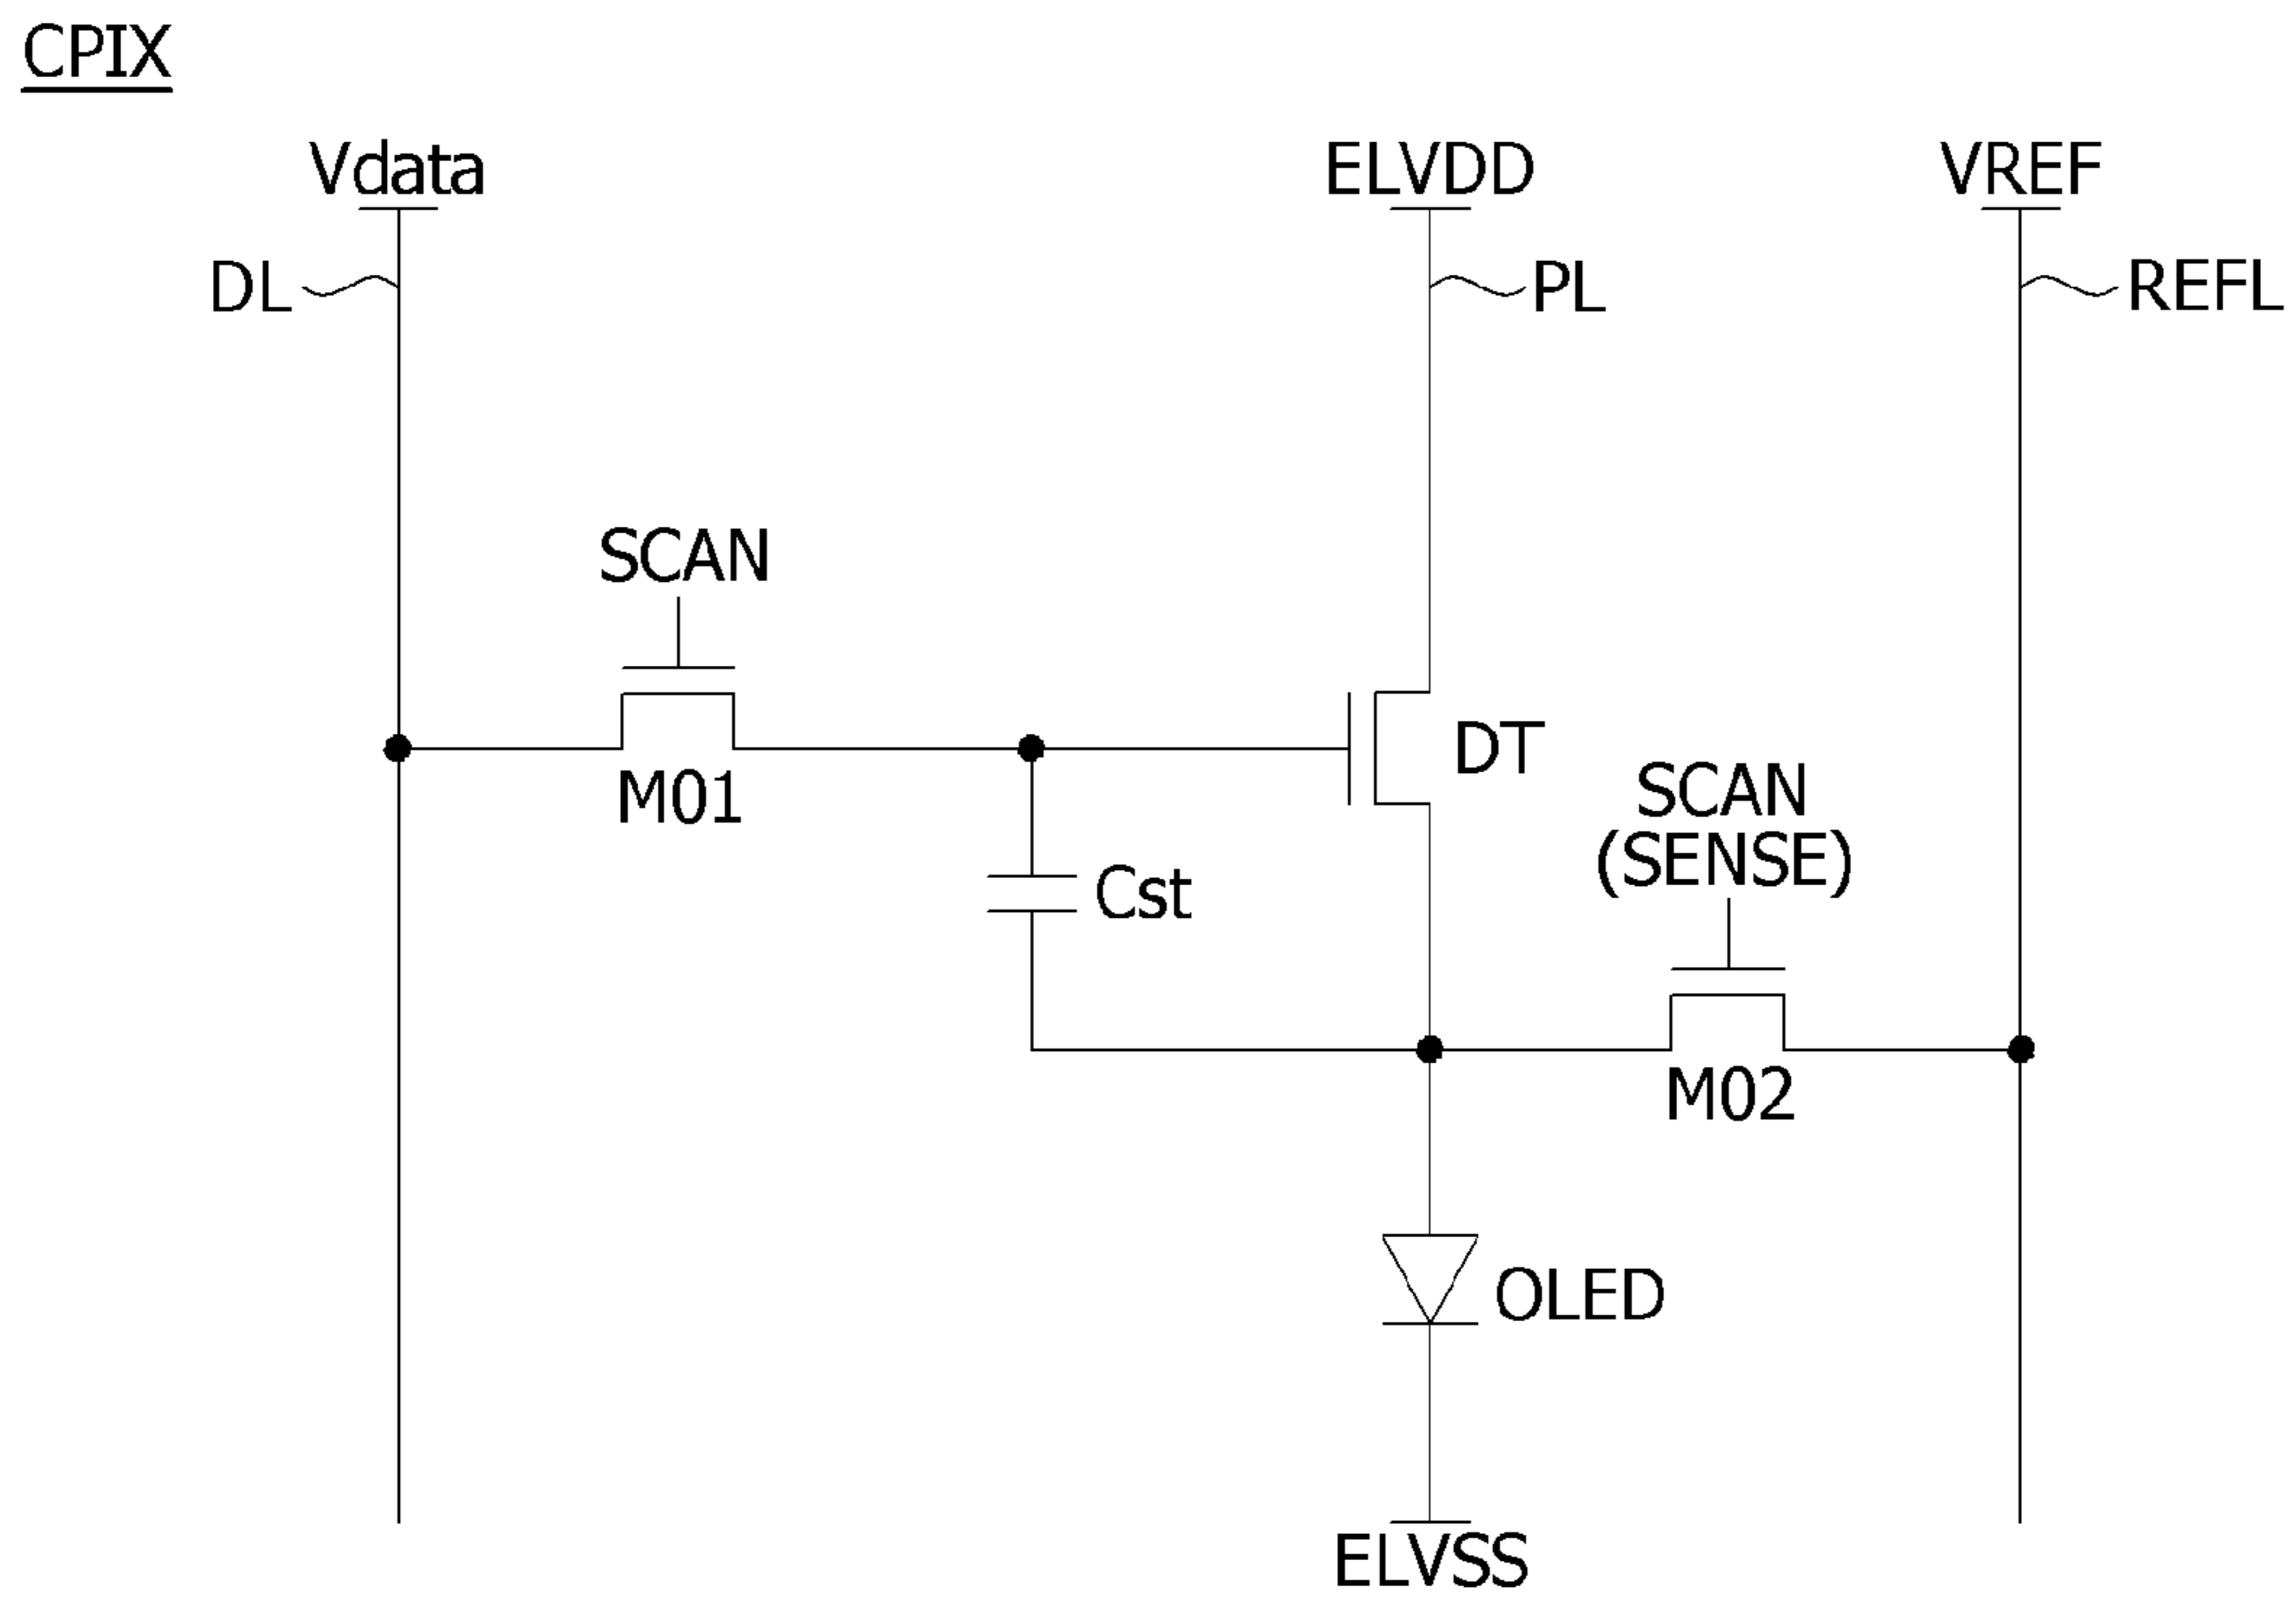 CPIX
Vdata
ELVDD
VREF
DL
PL
REFL
SCAN
DT
M01
SCAN
(SENSE)
Cst
M02
OLED
ELVSS